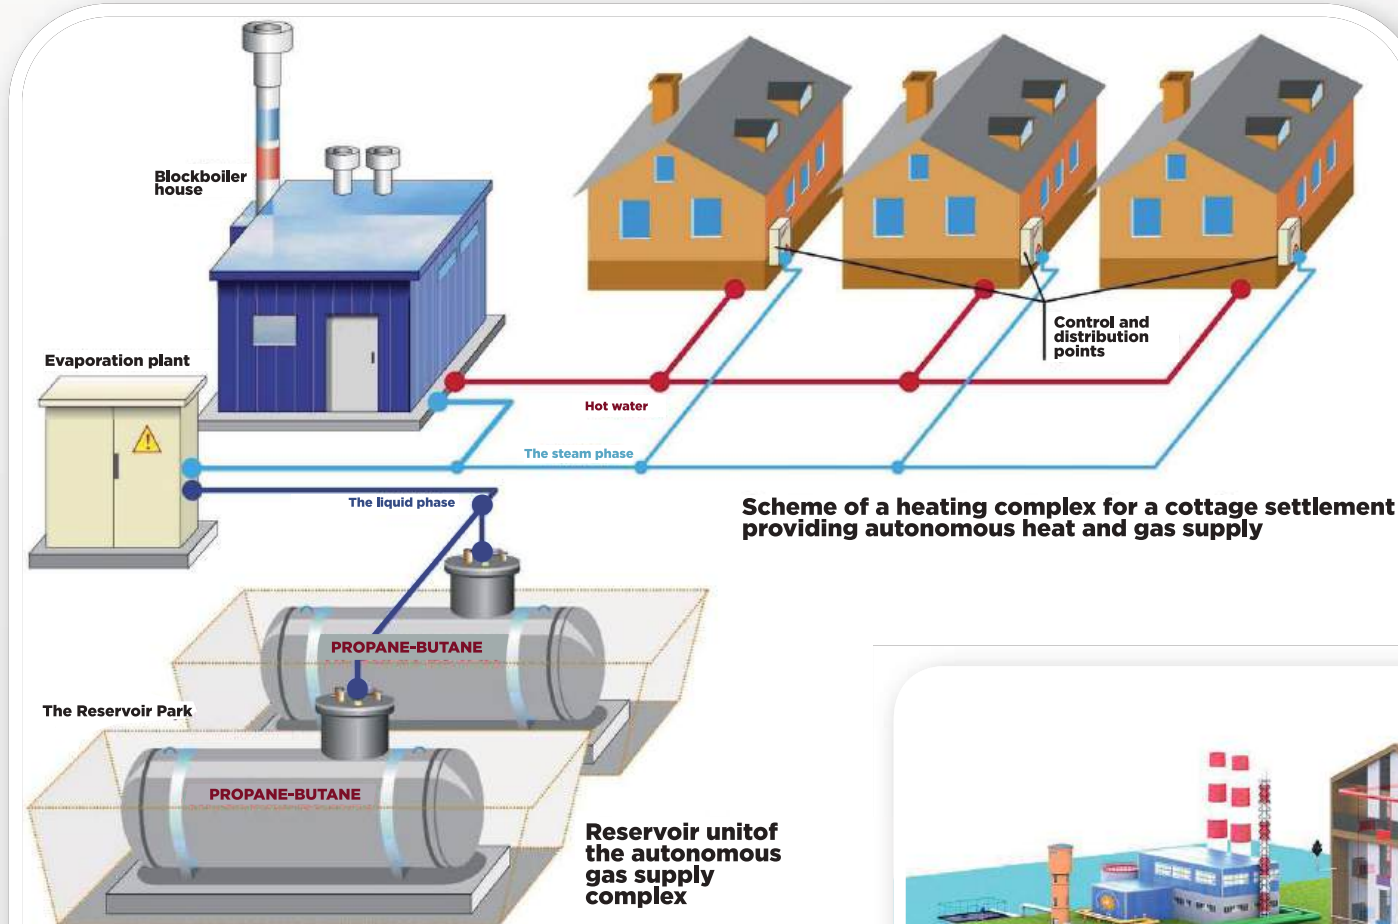 Blockboiler
house
Evaporation plant
Control and
distribution
points
Hot water
The steam phase
The liquid phase
Scheme of a heating complex for a cottage settlement
providing autonomous heat and gas supply
PROPANE-BUTANE
The Reservoir Park
PROPANE-BUTANE
Reservoir unitof
the autonomous
gas supply
complex